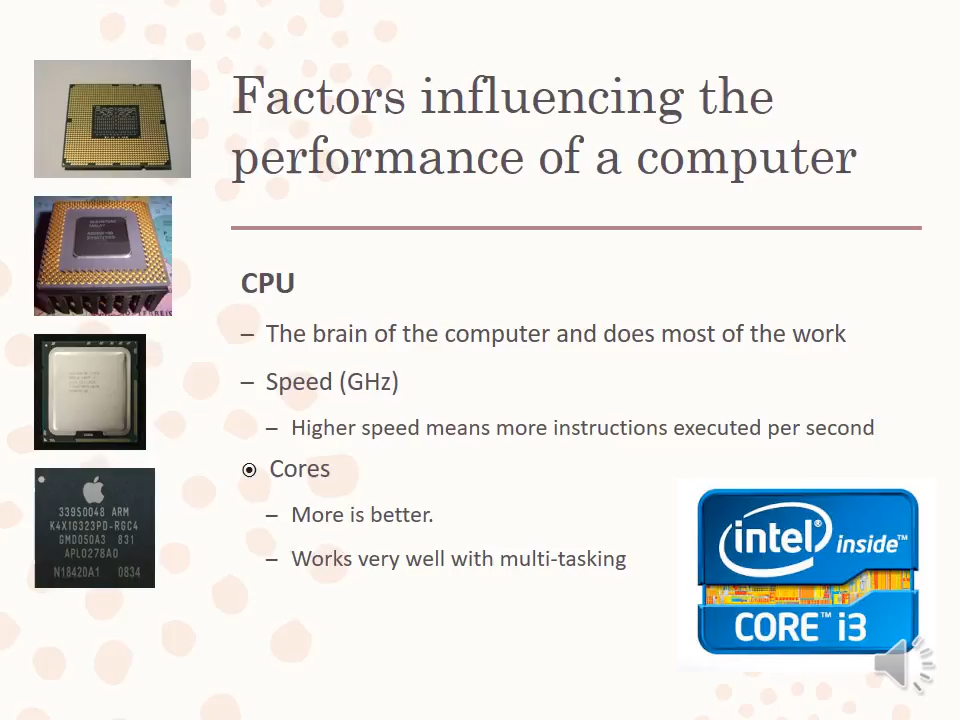 Factors influencing the
performance of a computer
CPU
– The brain of the computer and does most of the work
– Speed (GHz)
– Higher speed means more instructions executed per second
Cores
– More is better.
– Works very well with multi-tasking
339S0048 ARM
K4X1G323PD-RGC4
GMD050A3 831
APL0278A0
N18420A1 0834
intel® inside™
CORE™ i3